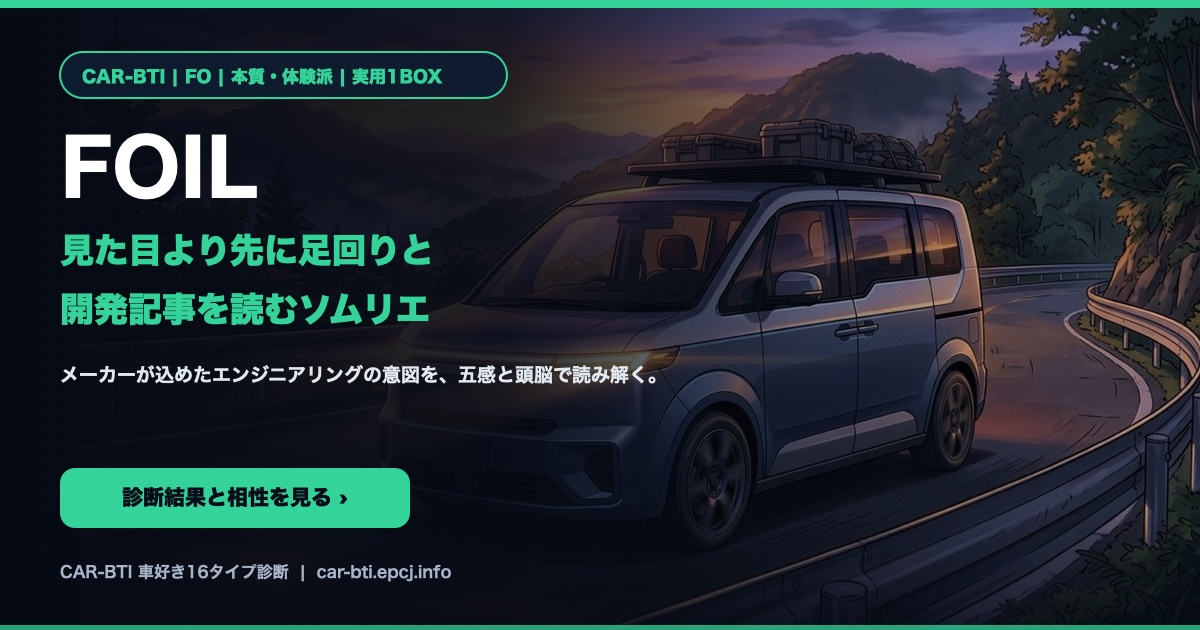 CAR-BTI | FO | 本質・体験派 | 実用1BOX
FOIL
見た目より先に足回りと
開発記事を読むソムリエ
メーカーが込めたエンジニアリングの意図を、五感と頭脳で読み解く。
診断結果と相性を見る ›
CAR-BTI 車好き16タイプ診断 | car-bti.epcj.info